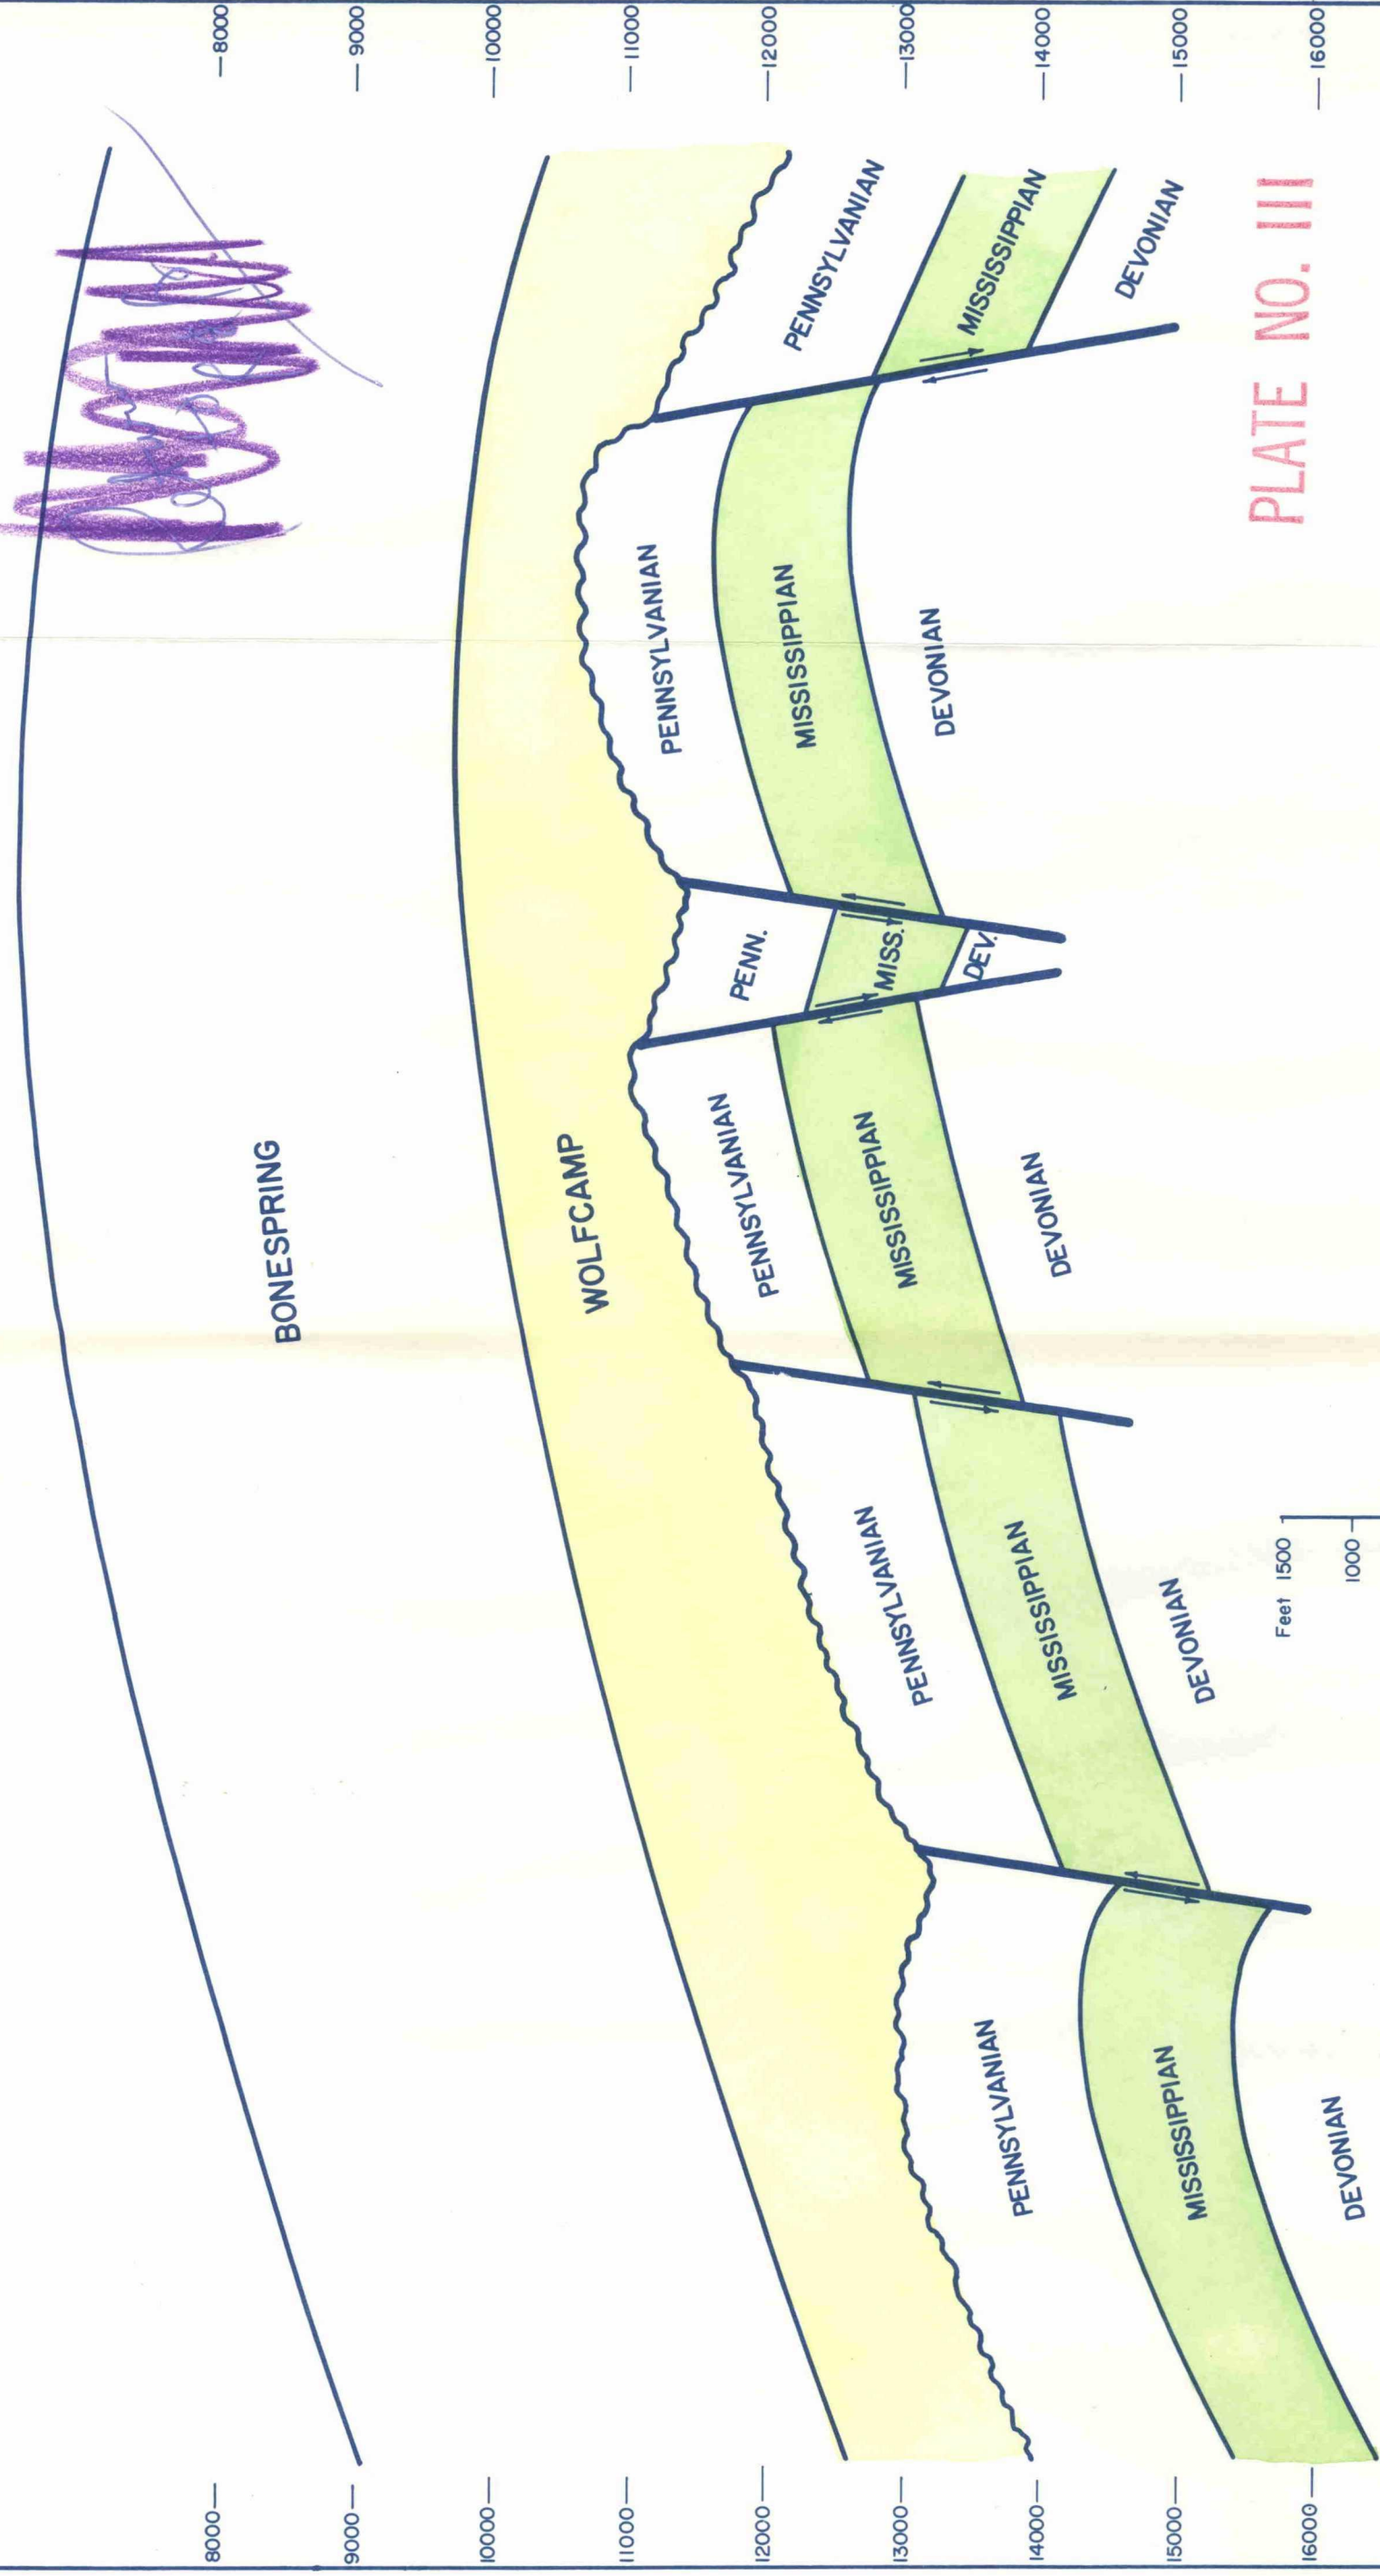 8000—
9000—
10000—
11000—
12000—
13000—
14000—
15000—
16000—
—8000
—9000
—10000
—11000
—12000
—13000
—14000
—15000
—16000
BONESPRING
WOLFCAMP
PENNSYLVANIAN
MISSISSIPPIAN
DEVONIAN
PENNSYLVANIAN
MISSISSIPPIAN
DEVONIAN
PENNSYLVANIAN
MISSISSIPPIAN
DEVONIAN
PENN.
MISS.
DEV.
PENNSYLVANIAN
MISSISSIPPIAN
DEVONIAN
PENNSYLVANIAN
MISSISSIPPIAN
DEVONIAN
Feet 1500
1000
PLATE NO. III